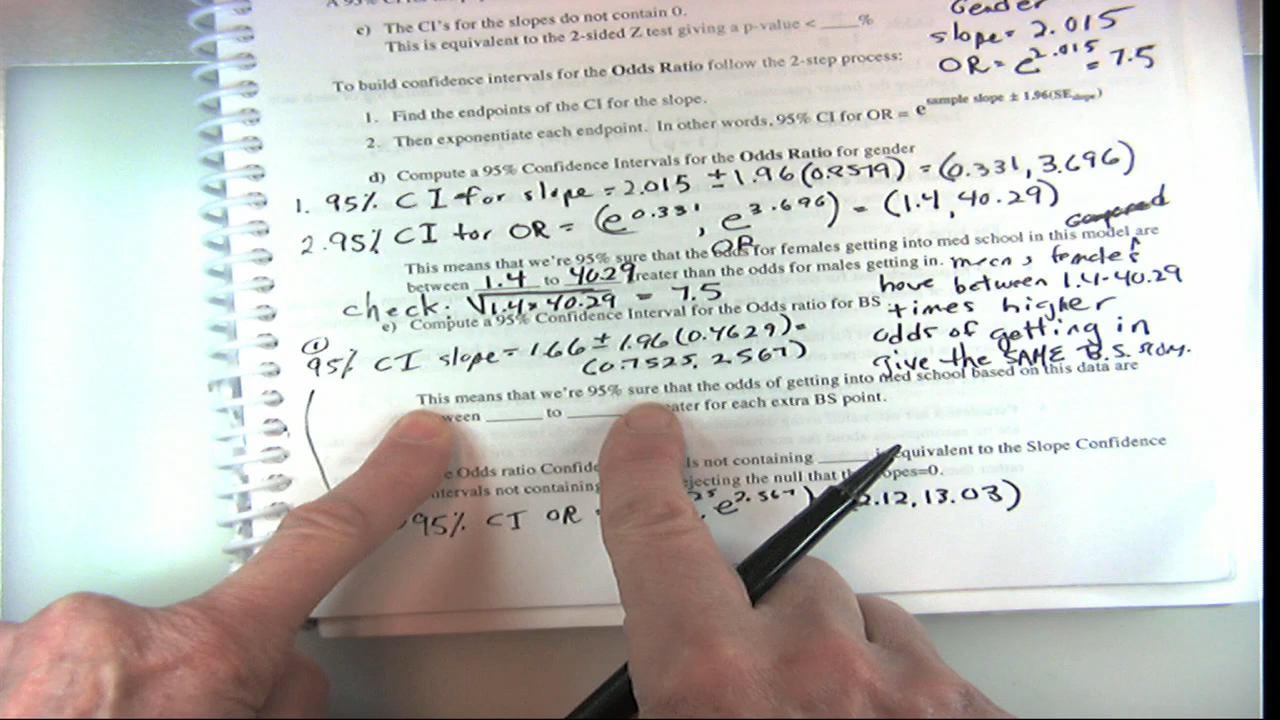 c) The CI's for the slopes do not contain 0.
This is equivalent to the 2-sided Z test giving a p-value < ____%
Gender
slope = 2.015
OR = e^2.015 = 7.5
To build confidence intervals for the Odds Ratio follow the 2-step process:
1. Find the endpoints of the CI for the slope.
2. Then exponentiate each endpoint. In other words, 95% CI for OR = e^sample slope ± 1.96(SE_slope)
d) Compute a 95% Confidence Intervals for the Odds Ratio for gender
1. 95% CI for slope = 2.015 ± 1.96(0.8579) = (0.331, 3.696)
2. 95% CI for OR = (e^0.331, e^3.696) = (1.4, 40.29)
This means that we're 95% sure that the OR for females getting into med school in this model are
between 1.4 to 40.29 greater than the odds for males getting in.
compared
means females
have between 1.4-40.29
times higher
odds of getting in
give the SAME B.S.
check: √1.4 × 40.29 = 7.5
e) Compute a 95% Confidence Interval for the Odds ratio for BS
① 95% CI slope = 1.66 ± 1.96(0.4629) =
(0.7525, 2.567)
This means that we're 95% sure that the odds of getting into med school based on this data are
____ to ____ for each extra BS point.
Odds ratio not containing ____ equivalent to the Slope Confidence
not containing rejecting the null that
95% CI OR = e^2.567) 2.12, 13.03)